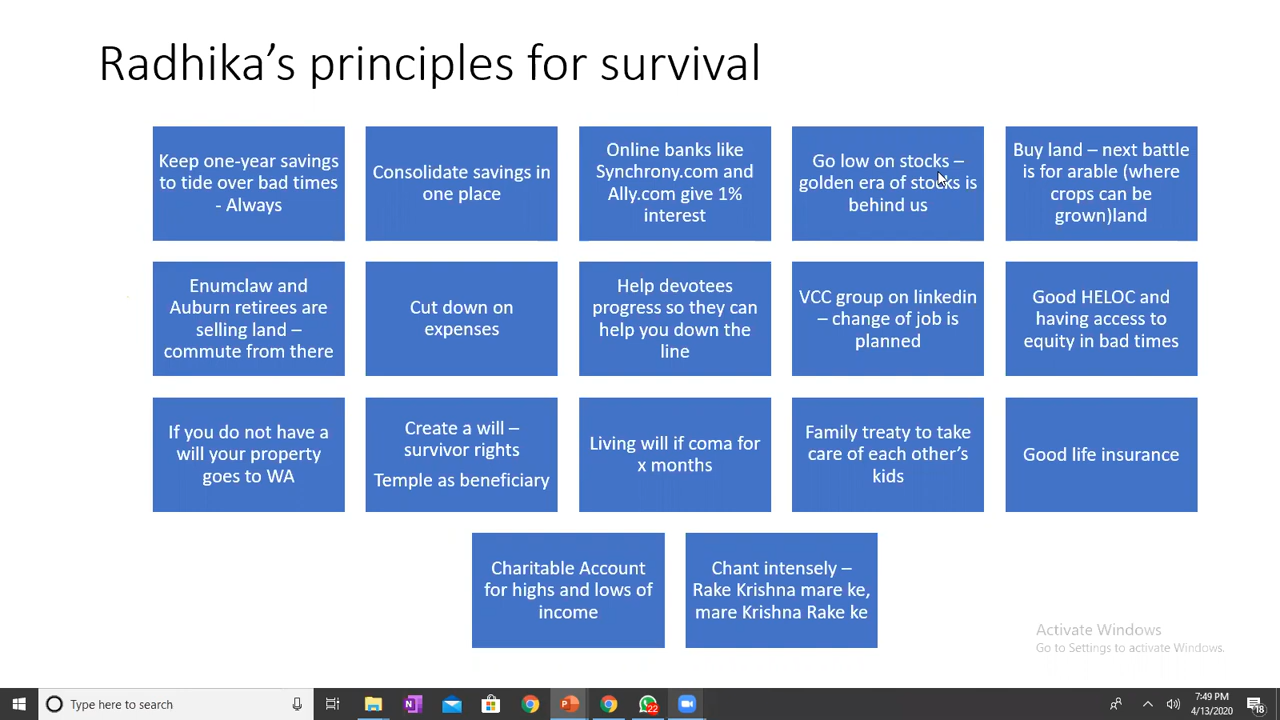 Radhika's principles for survival
Keep one-year savings
to tide over bad times
- Always
Consolidate savings in
one place
Online banks like
Synchrony.com and
Ally.com give 1%
interest
Go low on stocks –
golden era of stocks is
behind us
Buy land – next battle
is for arable (where
crops can be
grown)land
Enumclaw and
Auburn retirees are
selling land –
commute from there
Cut down on
expenses
Help devotees
progress so they can
help you down the
line
VCC group on linkedin
– change of job is
planned
Good HELOC and
having access to
equity in bad times
If you do not have a
will your property
goes to WA
Create a will –
survivor rights
Temple as beneficiary
Living will if coma for
x months
Family treaty to take
care of each other's
kids
Good life insurance
Charitable Account
for highs and lows of
income
Chant intensely –
Rake Krishna mare ke,
mare Krishna Rake ke
Activate Windows
Go to Settings to activate Windows.
Type here to search
22
7:49 PM
4/13/2020
18